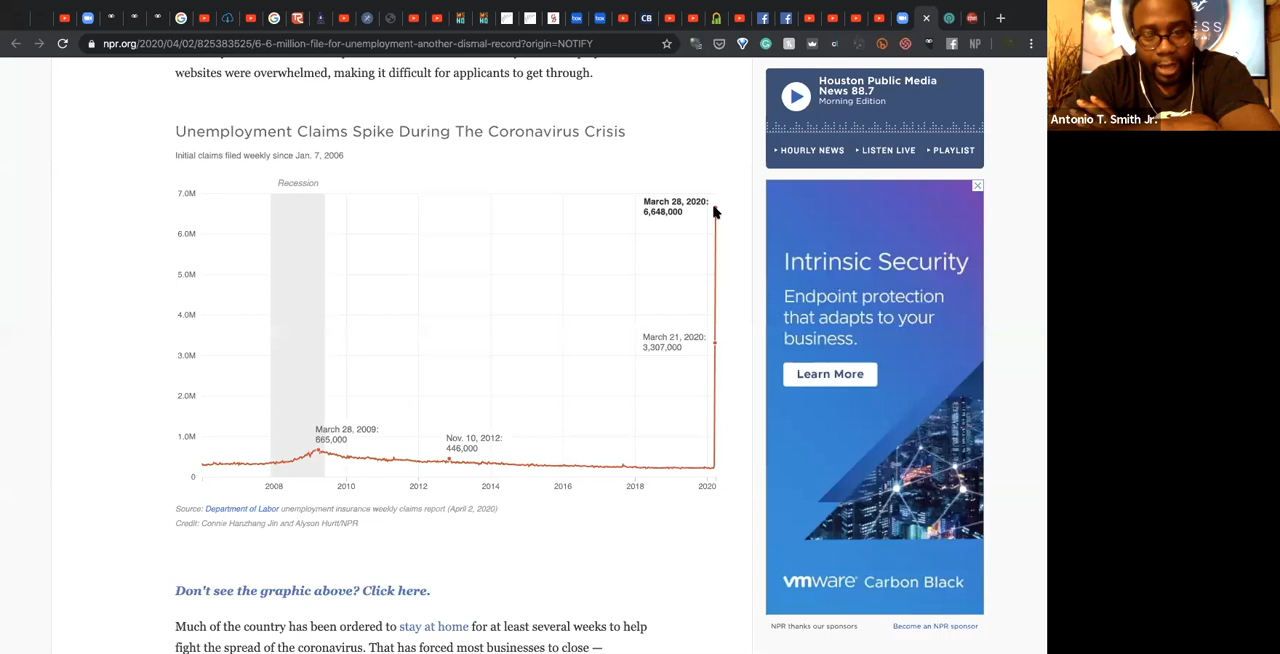 npr.org/2020/04/02/825383525/6-6-million-file-for-unemployment-another-dismal-record?origin=NOTIFY
websites were overwhelmed, making it difficult for applicants to get through.
Unemployment Claims Spike During The Coronavirus Crisis
Initial claims filed weekly since Jan. 7, 2006
Recession
7.0M
6.0M
5.0M
4.0M
3.0M
2.0M
1.0M
0
March 28, 2020:
6,648,000
March 21, 2020:
3,307,000
March 28, 2009:
665,000
Nov. 10, 2012:
446,000
2008 2010 2012 2014 2016 2018 2020
Source: Department of Labor unemployment insurance weekly claims report (April 2, 2020)
Credit: Connie Hanzhang Jin and Alyson Hurt/NPR
Don't see the graphic above? Click here.
Much of the country has been ordered to stay at home for at least several weeks to help
fight the spread of the coronavirus. That has forced most businesses to close —
Houston Public Media
News 88.7
Morning Edition
HOURLY NEWS LISTEN LIVE PLAYLIST
Intrinsic Security
Endpoint protection
that adapts to your
business.
Learn More
vmware Carbon Black
NPR thanks our sponsors Become an NPR sponsor
Antonio T. Smith Jr.
CB
NP